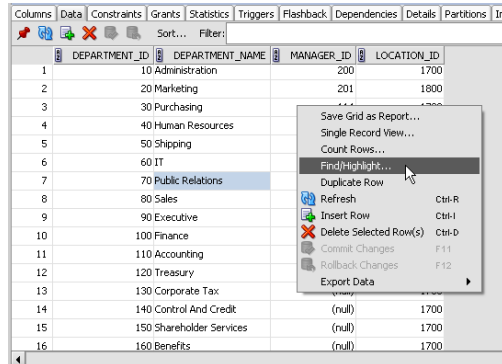 Columns Data Constraints Grants Statistics Triggers Flashback Dependencies Details Partitions
Sort... Filter:
DEPARTMENT_ID DEPARTMENT_NAME MANAGER_ID LOCATION_ID
1 10 Administration 200 1700
2 20 Marketing 201 1800
3 30 Purchasing
4 40 Human Resources
5 50 Shipping
6 60 IT
7 70 Public Relations
8 80 Sales
9 90 Executive
10 100 Finance
11 110 Accounting
12 120 Treasury
13 130 Corporate Tax
14 140 Control And Credit (null) 1700
15 150 Shareholder Services (null) 1700
16 160 Benefits (null) 1700
Save Grid as Report...
Single Record View...
Count Rows...
Find/Highlight...
Duplicate Row
Refresh Ctrl-R
Insert Row Ctrl-I
Delete Selected Row(s) Ctrl-D
Commit Changes F11
Rollback Changes F12
Export Data